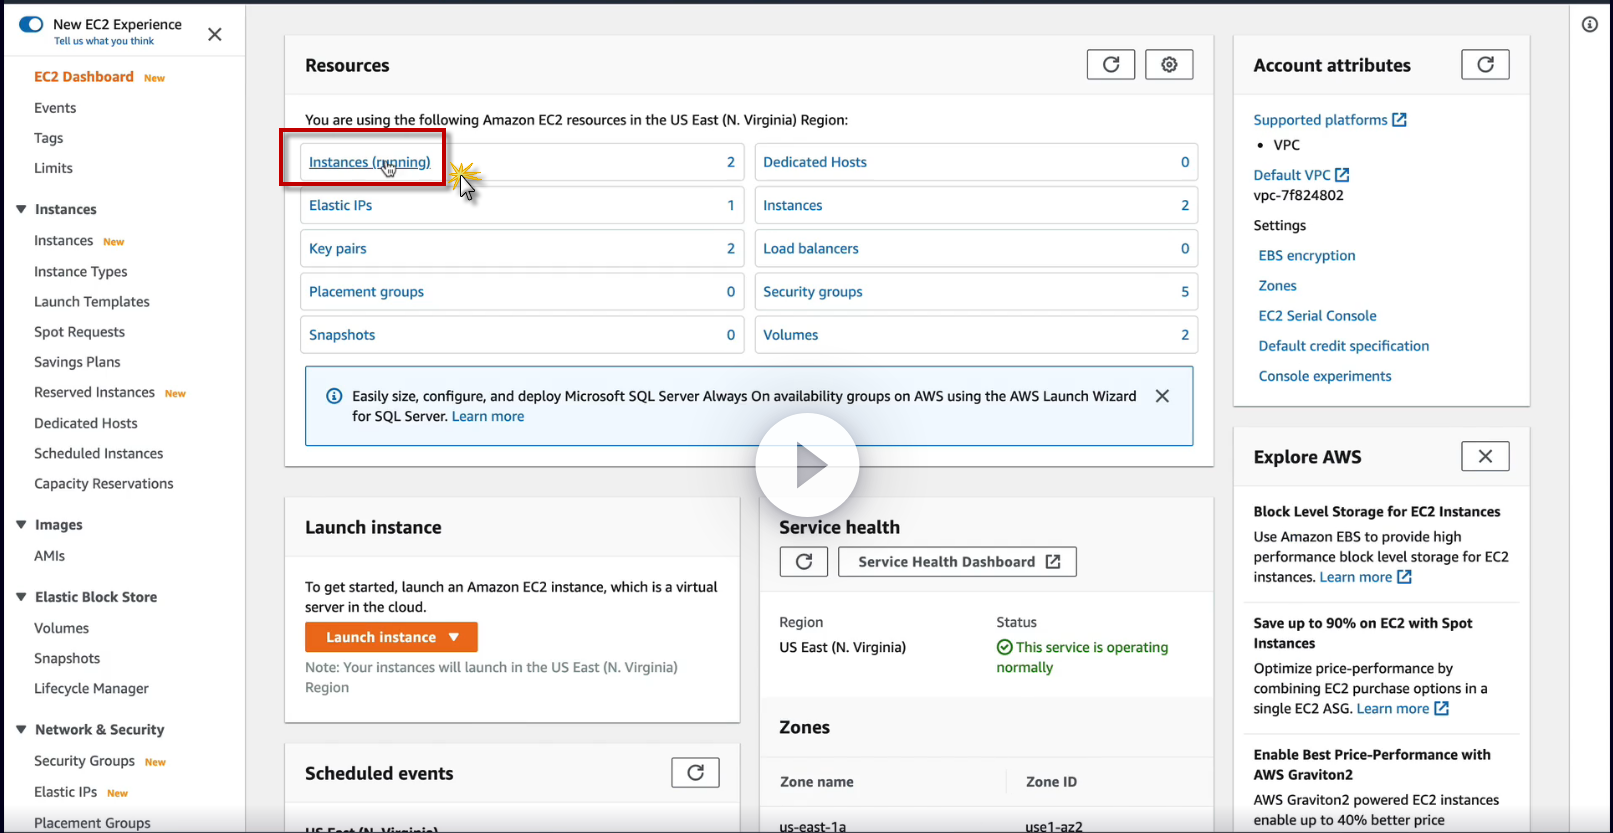 New EC2 Experience
Tell us what you think
EC2 Dashboard New
Events
Tags
Limits
Instances
Instances New
Instance Types
Launch Templates
Spot Requests
Savings Plans
Reserved Instances New
Dedicated Hosts
Scheduled Instances
Capacity Reservations
Images
AMIs
Elastic Block Store
Volumes
Snapshots
Lifecycle Manager
Network & Security
Security Groups New
Elastic IPs New
Placement Groups
Resources
You are using the following Amazon EC2 resources in the US East (N. Virginia) Region:
Instances (running) 2
Dedicated Hosts 0
Elastic IPs 1
Instances 2
Key pairs 2
Load balancers 0
Placement groups 0
Security groups 5
Snapshots 0
Volumes 2
Easily size, configure, and deploy Microsoft SQL Server Always On availability groups on AWS using the AWS Launch Wizard
for SQL Server. Learn more
Launch instance
To get started, launch an Amazon EC2 instance, which is a virtual
server in the cloud.
Launch instance
Note: Your instances will launch in the US East (N. Virginia)
Region
Scheduled events
US East (N. Virginia)
Service health
Service Health Dashboard
Region
US East (N. Virginia)
Status
This service is operating
normally
Zones
Zone name Zone ID
us-east-1a use1-az2
Account attributes
Supported platforms
• VPC
Default VPC
vpc-7f824802
Settings
EBS encryption
Zones
EC2 Serial Console
Default credit specification
Console experiments
Explore AWS
Block Level Storage for EC2 Instances
Use Amazon EBS to provide high
performance block level storage for EC2
instances. Learn more
Save up to 90% on EC2 with Spot
Instances
Optimize price-performance by
combining EC2 purchase options in a
single EC2 ASG. Learn more
Enable Best Price-Performance with
AWS Graviton2
AWS Graviton2 powered EC2 instances
enable up to 40% better price